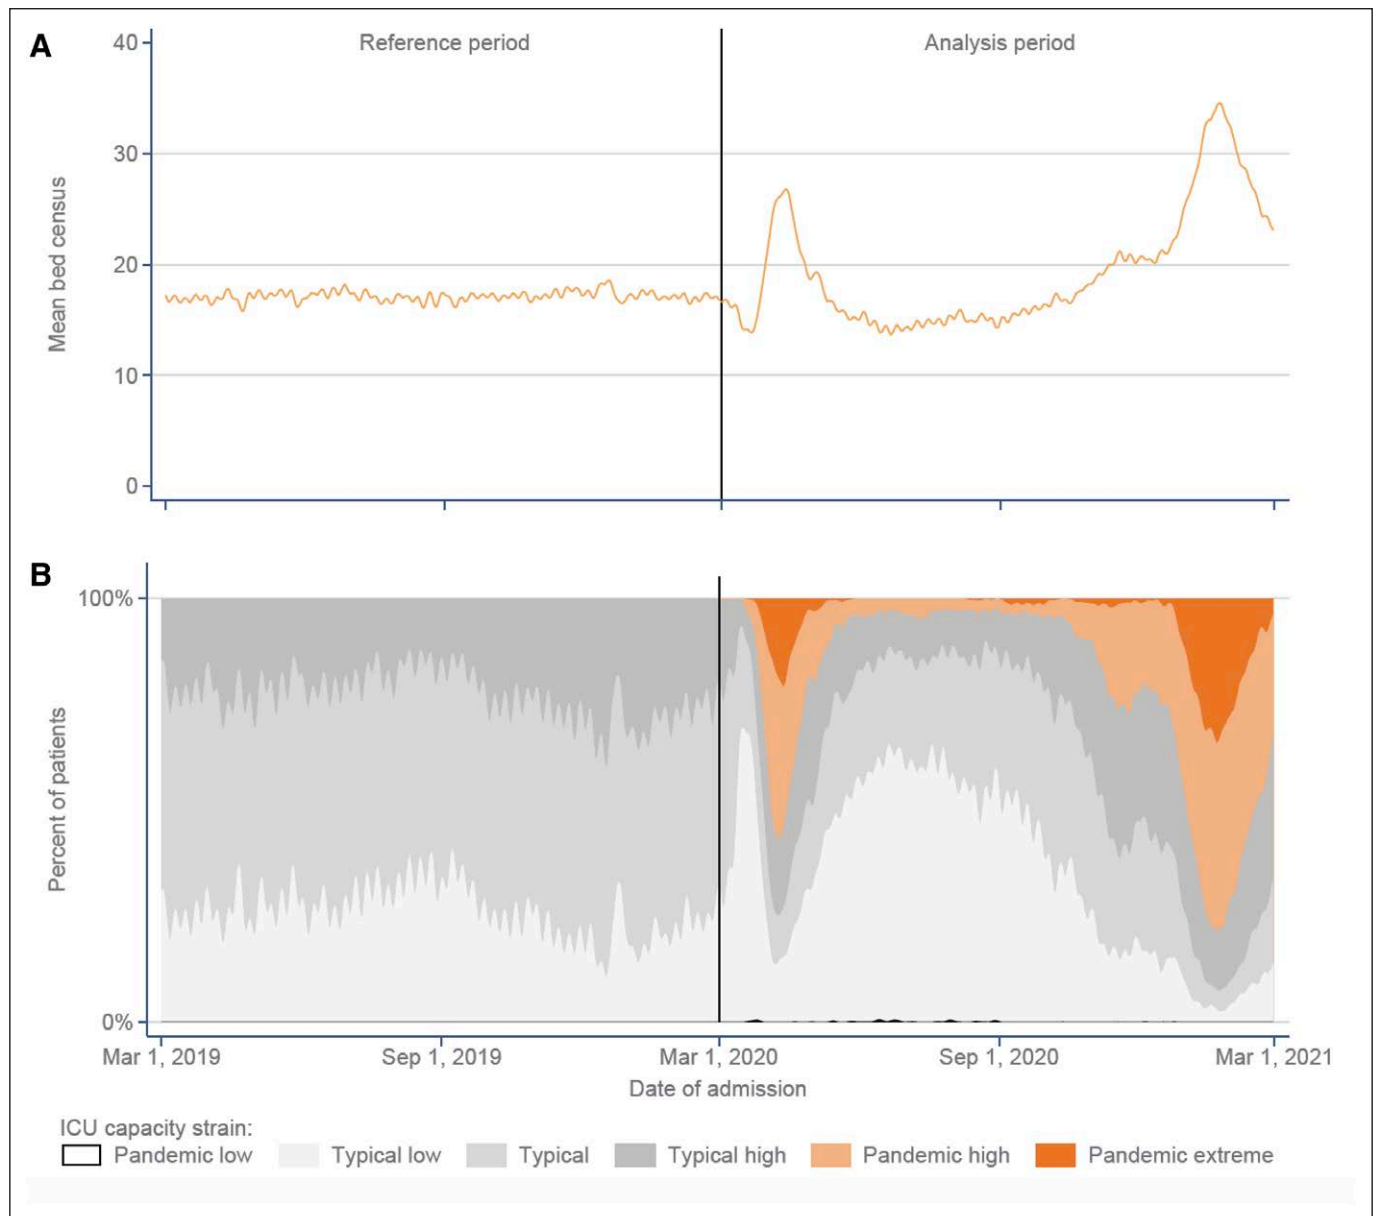 A
Reference period
Analysis period
40
30
20
10
0
Mean bed census
B
100%
0%
Percent of patients
Mar 1, 2019
Sep 1, 2019
Mar 1, 2020
Sep 1, 2020
Mar 1, 2021
Date of admission
ICU capacity strain:
Pandemic low
Typical low
Typical
Typical high
Pandemic high
Pandemic extreme